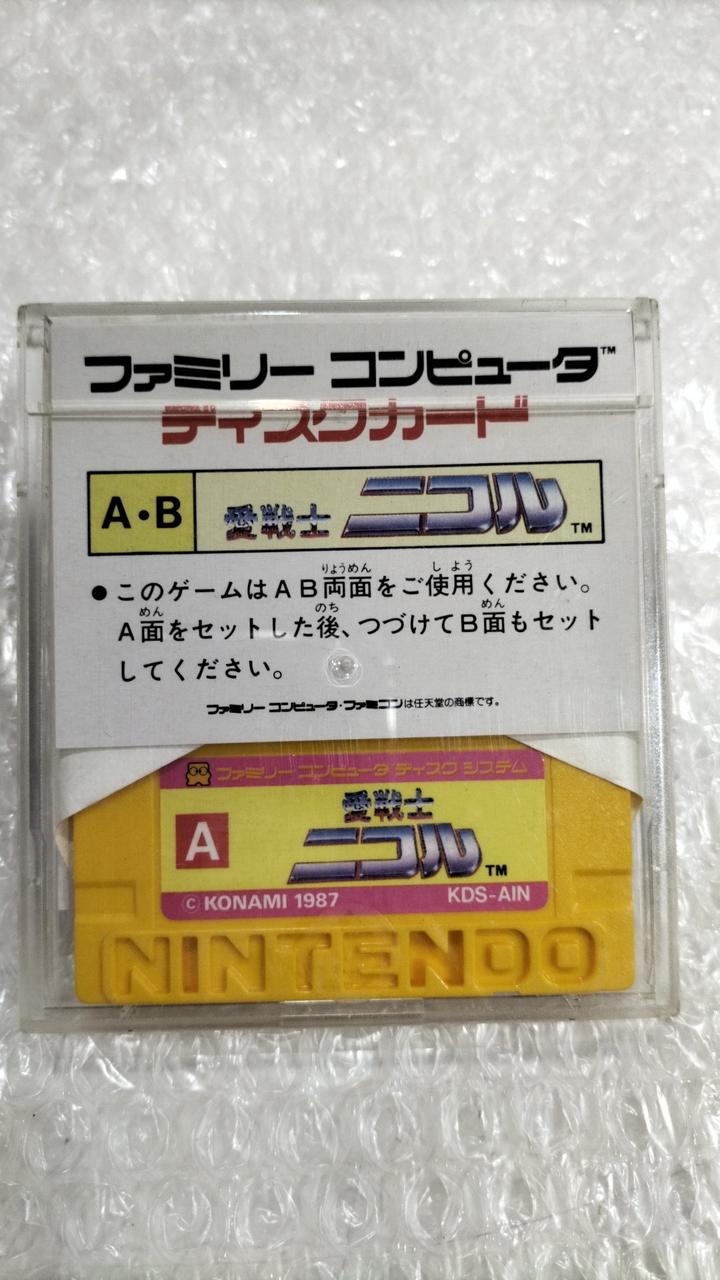 ファミリー コンピュータ™
ディスクカード
A・B 愛戦士 ニコル™
●このゲームはAB両面をご使用ください。
りょうめん しよう
A面をセットした後、つづけてB面もセット
めん のち めん
してください。
ファミリー コンピュータ・ファミコンは任天堂の商標です。
ファミリー コンピュータ ディスク システム
愛戦士
A ニコル™
© KONAMI 1987 KDS-AIN
NINTENDO